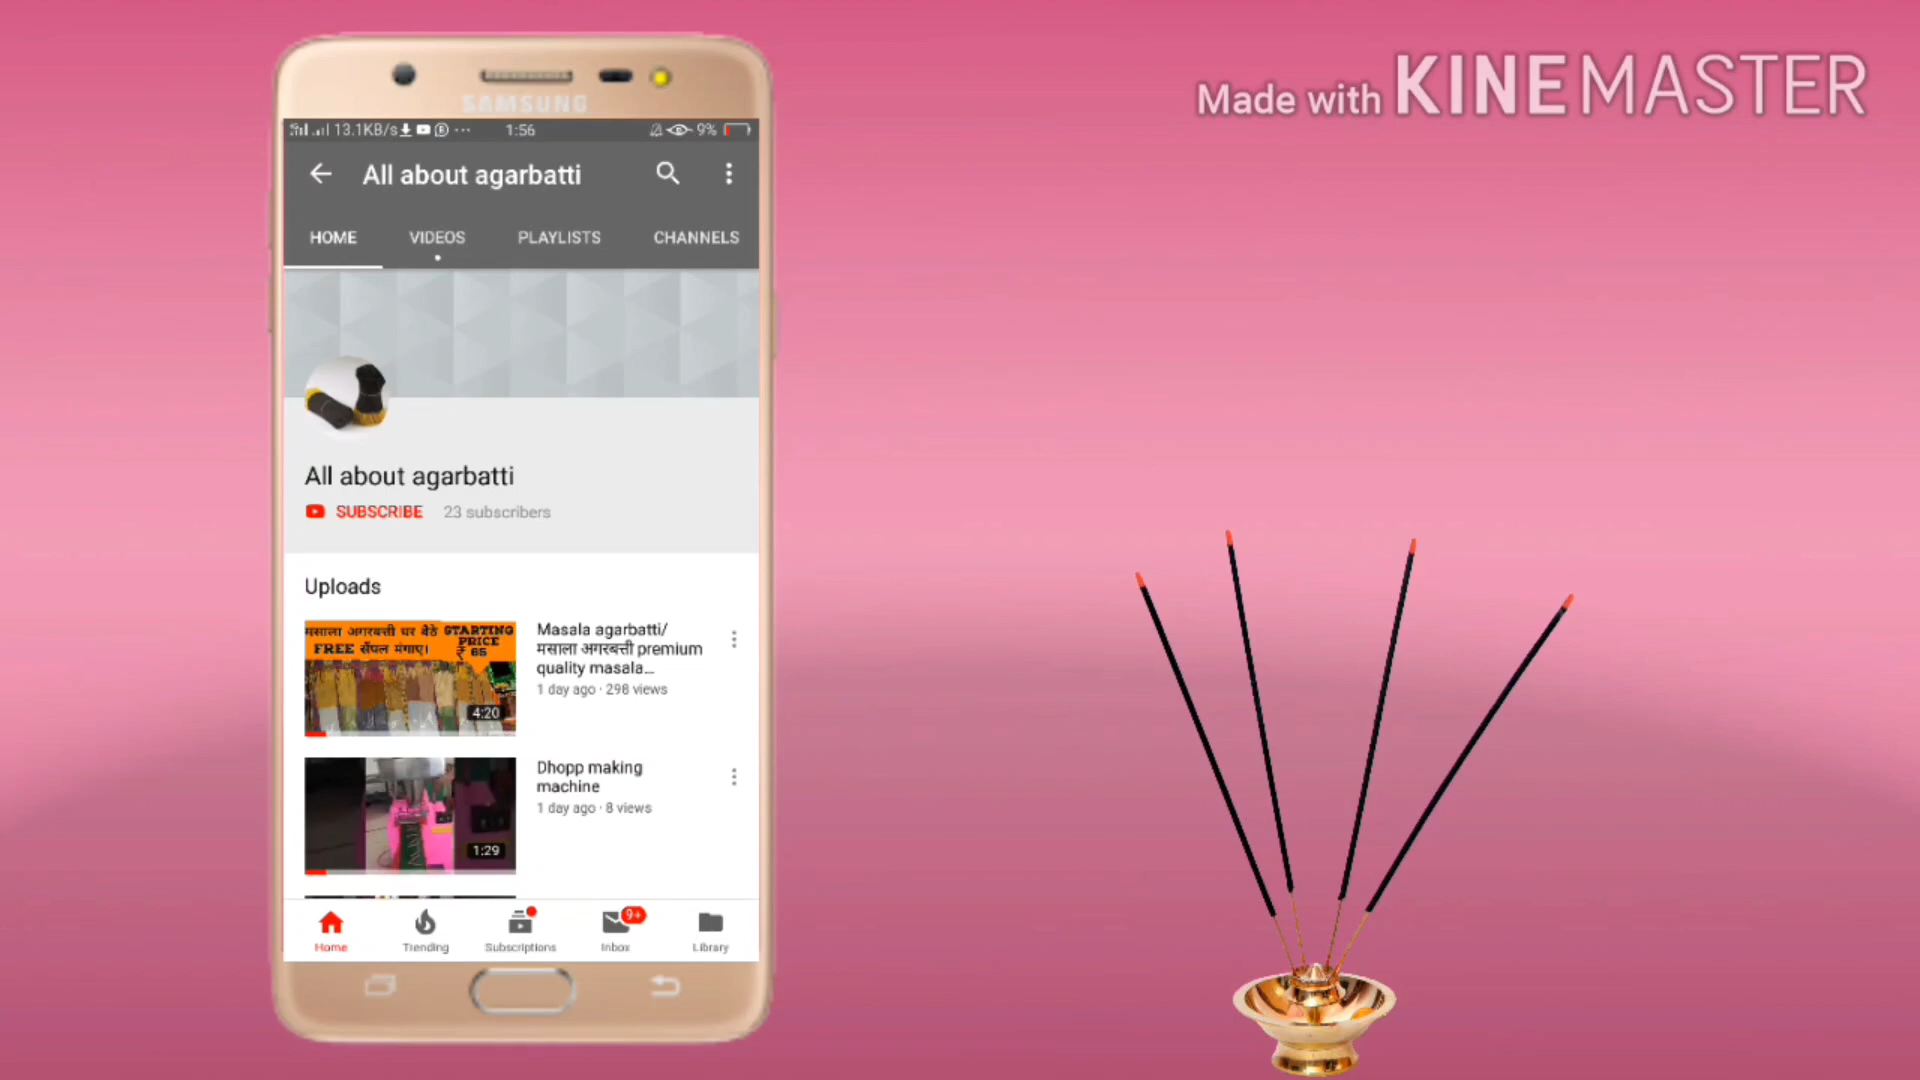 Made with KINEMASTER
SAMSUNG
13.1KB/s 1:56 9%
All about agarbatti
HOME VIDEOS PLAYLISTS CHANNELS
All about agarbatti
SUBSCRIBE 23 subscribers
Uploads
मसाला अगरबत्ती घर बेठे STARTING
FREE सैंपल मंगाए। PRICE
₹ 65
4:20
Masala agarbatti/
मसाला अगरबत्ती premium
quality masala...
1 day ago · 298 views
1:29
Dhopp making
machine
1 day ago · 8 views
9+
Home Trending Subscriptions Inbox Library